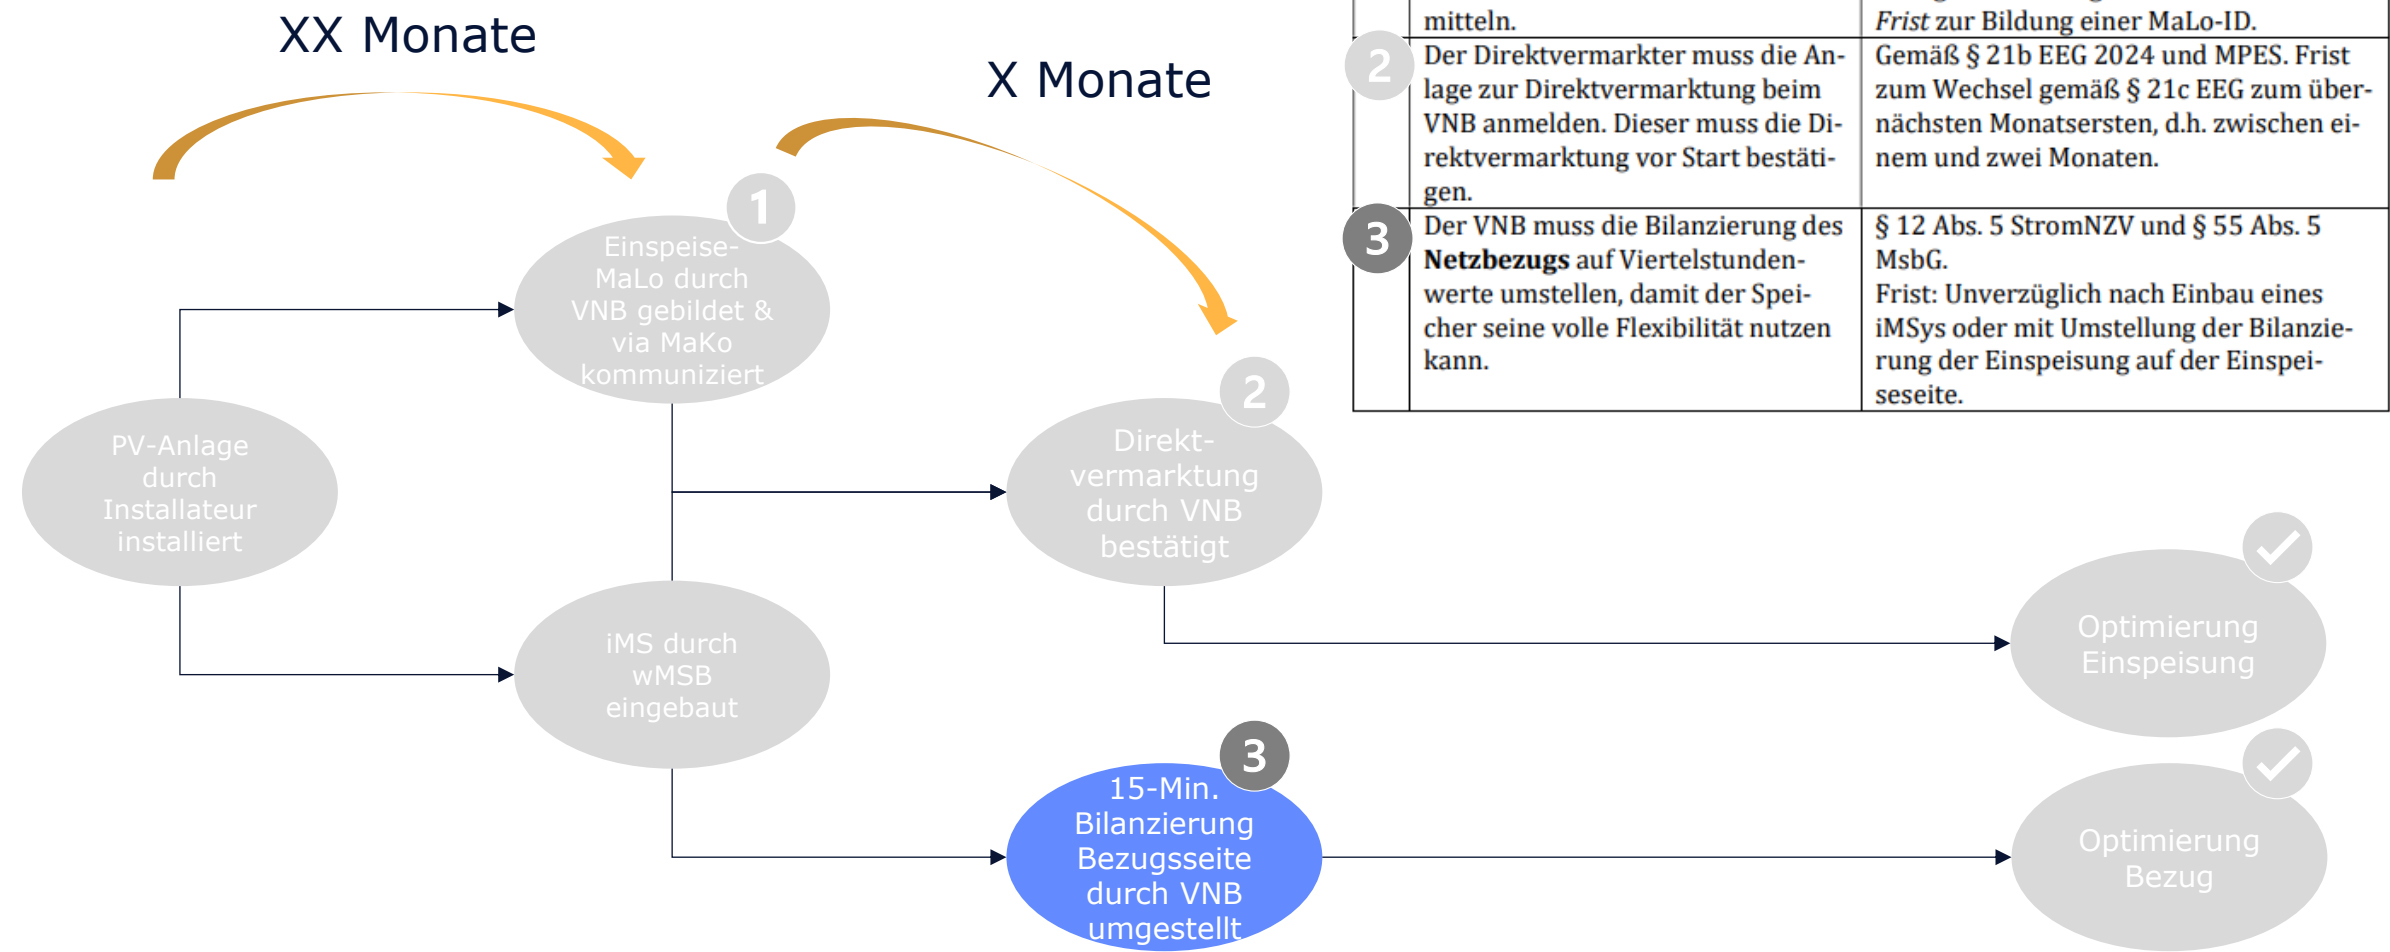 XX Monate
X Monate
mitteln.
Frist zur Bildung einer MaLo-ID.
2
Der Direktvermarkter muss die An-
lage zur Direktvermarktung beim
VNB anmelden. Dieser muss die Di-
rektvermarktung vor Start bestäti-
gen.
Gemäß § 21b EEG 2024 und MPES. Frist
zum Wechsel gemäß § 21c EEG zum über-
nächsten Monatsersten, d.h. zwischen ei-
nem und zwei Monaten.
3
Der VNB muss die Bilanzierung des
Netzbezugs auf Viertelstunden-
werte umstellen, damit der Spei-
cher seine volle Flexibilität nutzen
kann.
§ 12 Abs. 5 StromNZV und § 55 Abs. 5
MsbG.
Frist: Unverzüglich nach Einbau eines
iMSys oder mit Umstellung der Bilanzie-
rung der Einspeisung auf der Einspei-
seseite.
1
Einspeise-
MaLo durch
VNB gebildet &
via MaKo
kommuniziert
PV-Anlage
durch
Installateur
installiert
2
Direkt-
vermarktung
durch VNB
bestätigt
iMS durch
wMSB
eingebaut
Optimierung
Einspeisung
3
15-Min.
Bilanzierung
Bezugsseite
durch VNB
umgestellt
Optimierung
Bezug